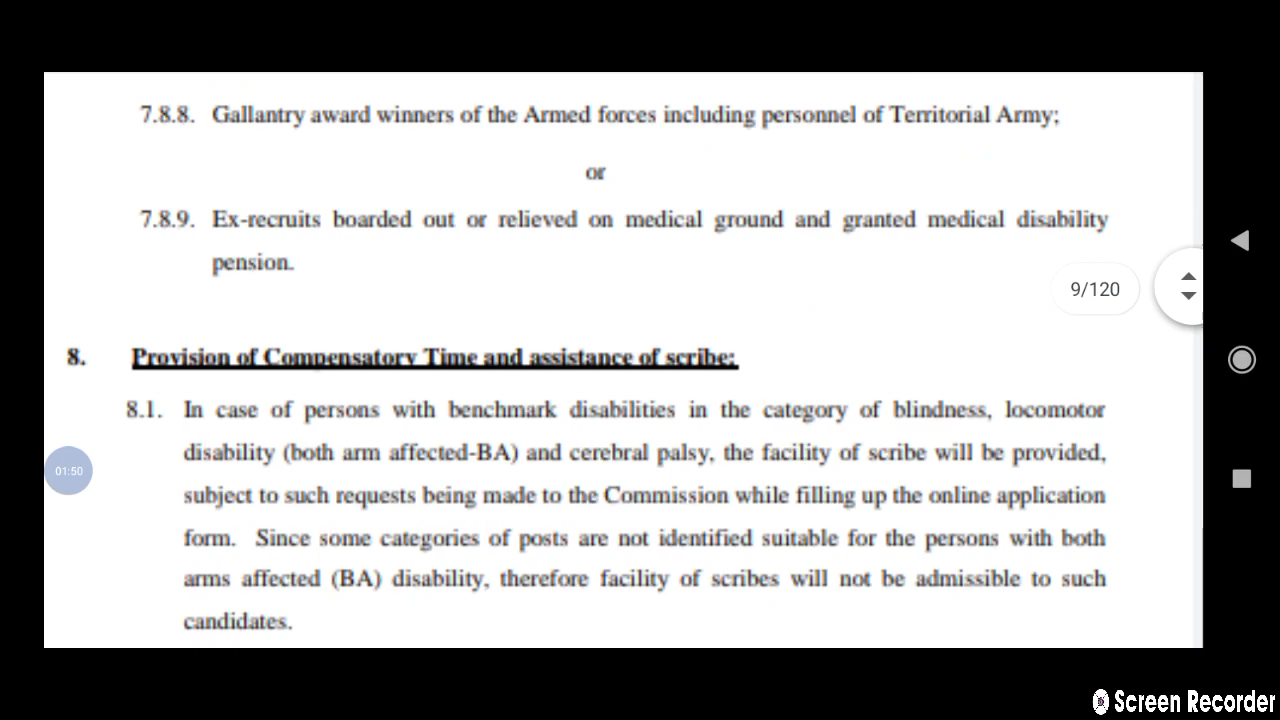 7.8.8. Gallantry award winners of the Armed forces including personnel of Territorial Army;
or
7.8.9. Ex-recruits boarded out or relieved on medical ground and granted medical disability
pension.
9/120
8. Provision of Compensatory Time and assistance of scribe:
8.1. In case of persons with benchmark disabilities in the category of blindness, locomotor
disability (both arm affected-BA) and cerebral palsy, the facility of scribe will be provided,
01:50
subject to such requests being made to the Commission while filling up the online application
form. Since some categories of posts are not identified suitable for the persons with both
arms affected (BA) disability, therefore facility of scribes will not be admissible to such
candidates.
Screen Recorder